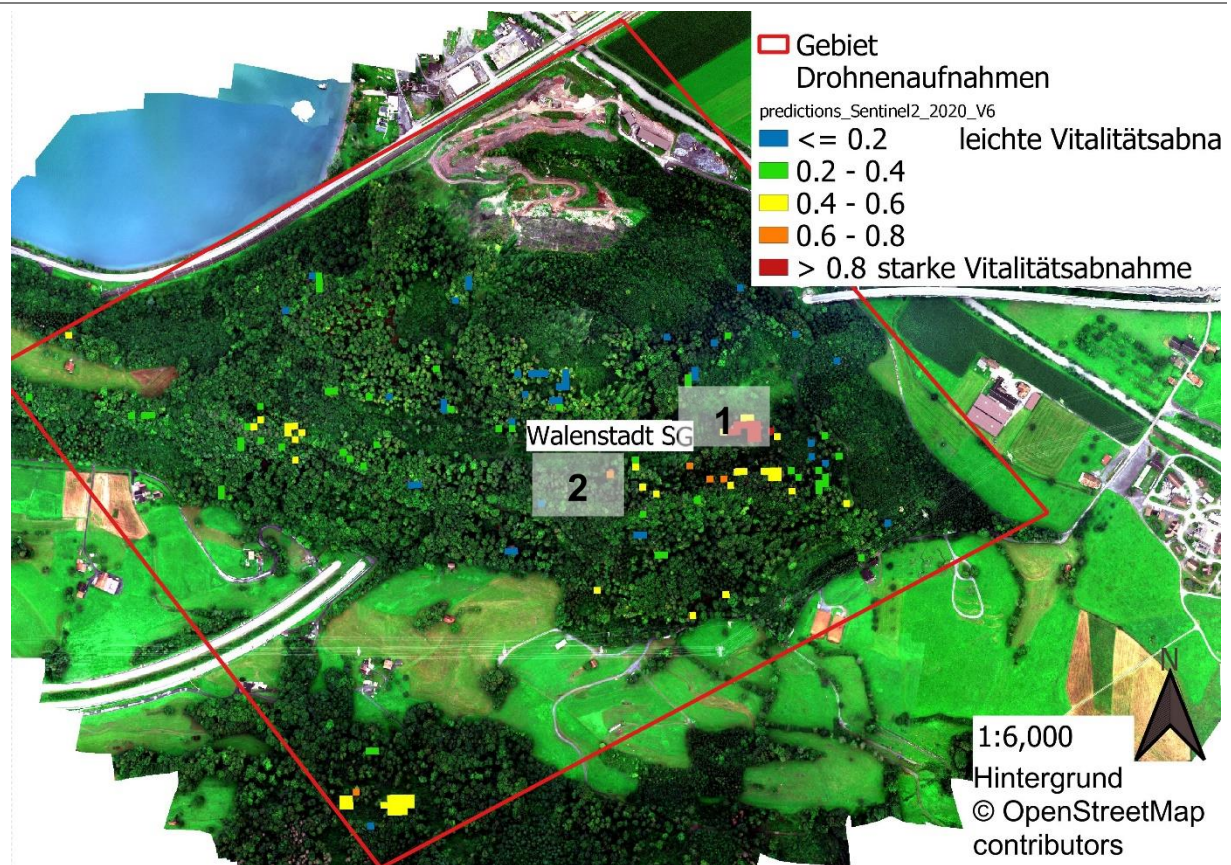 Gebiet
Drohnenaufnahmen
predictions_Sentinel2_2020_V6
<= 0.2 leichte Vitalitätsabna
0.2 - 0.4
0.4 - 0.6
0.6 - 0.8
> 0.8 starke Vitalitätsabnahme
1
Walenstadt SG
2
N
1:6,000
Hintergrund
© OpenStreetMap
contributors